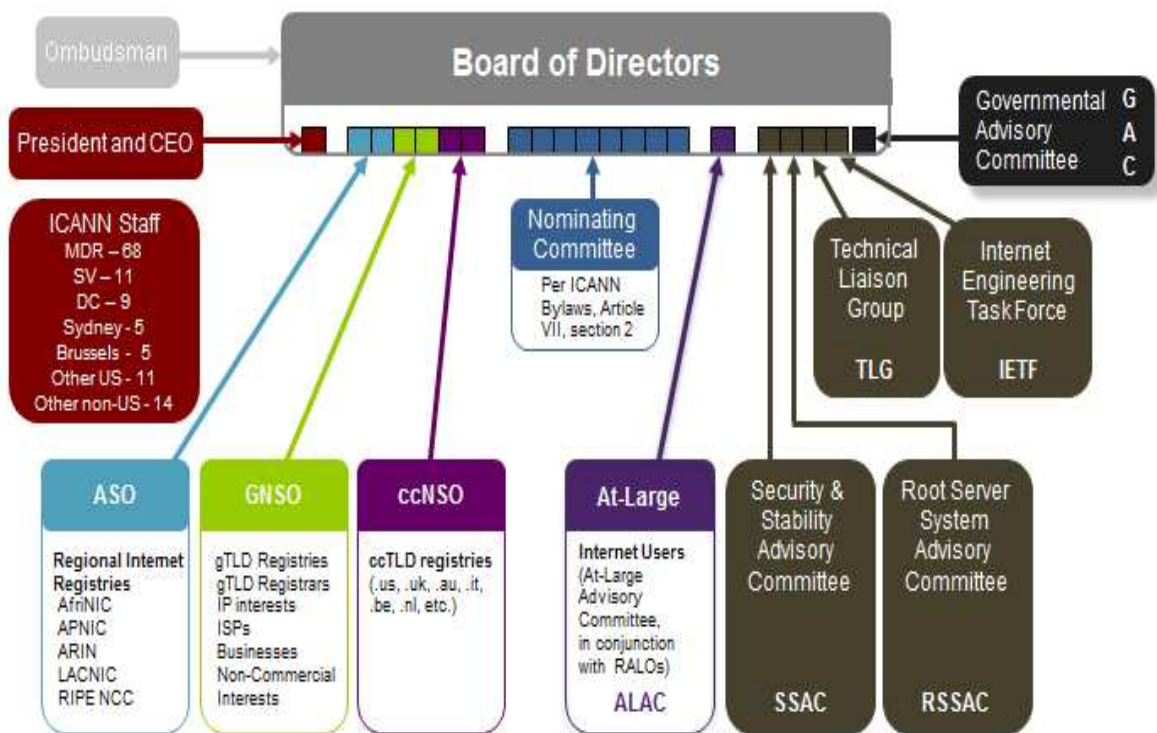 Ombudsman
Board of Directors
President and CEO
Governmental
Advisory
Committee
G
A
C
ICANN Staff
MDR – 68
SV – 11
DC – 9
Sydney - 5
Brussels - 5
Other US - 11
Other non-US - 14
Nominating
Committee
Per ICANN
Bylaws, Article
VII, section 2
Technical
Liaison
Group
TLG
Internet
Engineering
Task Force
IETF
ASO
Regional Internet
Registries
AfriNIC
APNIC
ARIN
LACNIC
RIPE NCC
GNSO
gTLD Registries
gTLD Registrars
IP interests
ISPs
Businesses
Non-Commercial
Interests
ccNSO
ccTLD registries
(.us, .uk, .au, .it,
.be, .nl, etc.)
At-Large
Internet Users
(At-Large
Advisory
Committee,
in conjunction
with RALOs)
ALAC
Security &
Stability
Advisory
Committee
SSAC
Root Server
System
Advisory
Committee
RSSAC